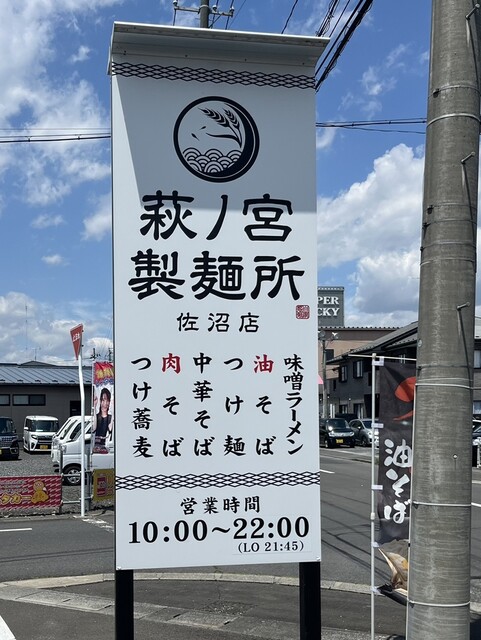 萩ノ宮
製麺所
佐沼店
味噌ラーメン
油そば
つけ麺
中華そば
肉そば
つけ蕎麦
営業時間
10:00～22:00
(LO 21:45)
油そば